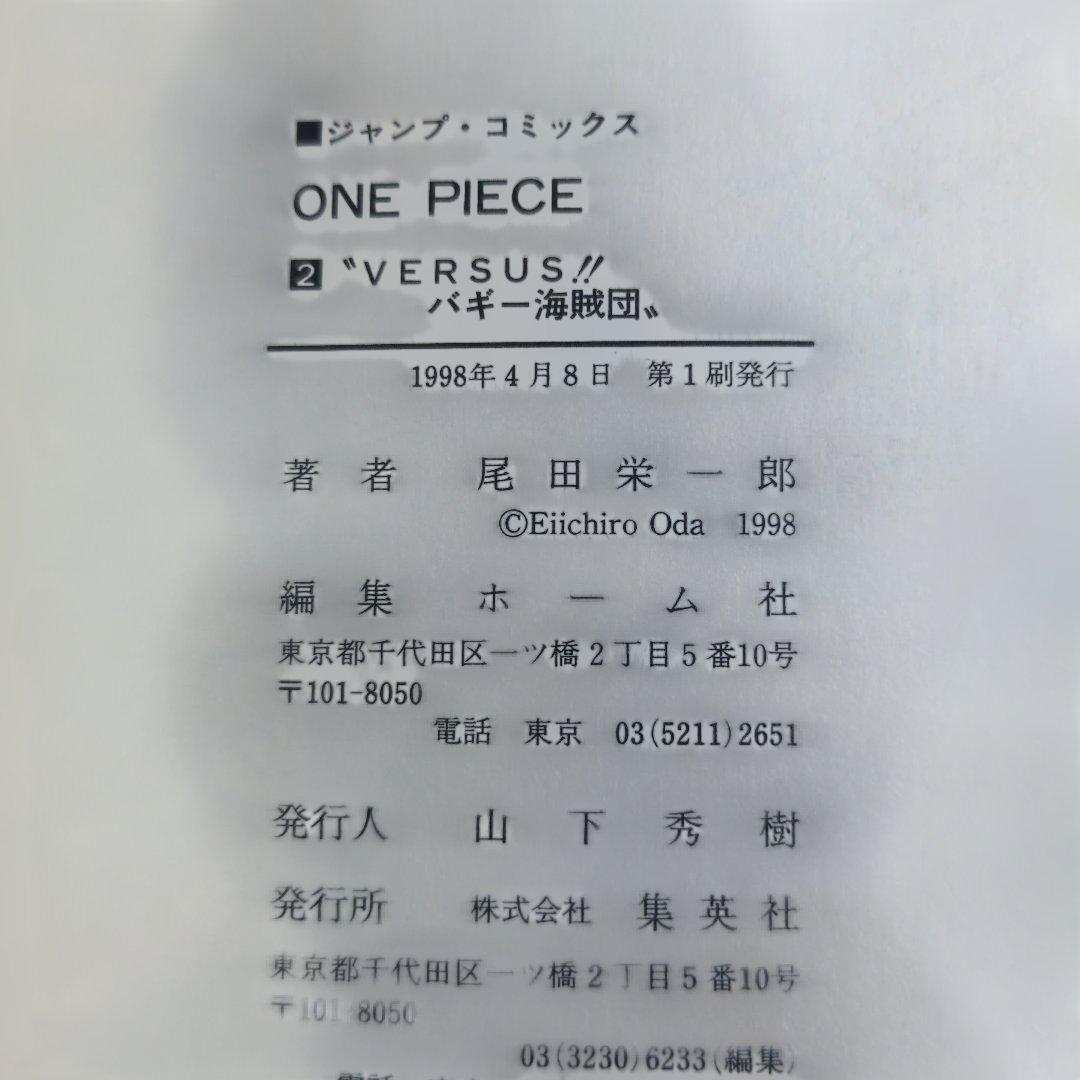 ■ジャンプ・コミックス
ONE PIECE
2 〝VERSUS!!
バギー海賊団〟
1998年4月8日 第1刷発行
著者 尾田栄一郎
©Eiichiro Oda 1998
編集 ホーム社
東京都千代田区一ツ橋2丁目5番10号
〒101-8050
電話 東京 03(5211)2651
発行人 山下秀樹
発行所 株式会社 集英社
東京都千代田区一ツ橋2丁目5番10号
〒101-8050
03(3230)6233(編集)